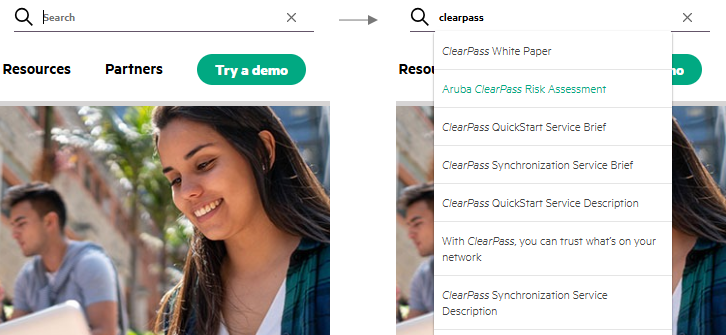 Search
Resources Partners Try a demo
clearpass
ClearPass White Paper
Aruba ClearPass Risk Assessment
ClearPass QuickStart Service Brief
ClearPass Synchronization Service Brief
ClearPass QuickStart Service Description
With ClearPass, you can trust what's on your
network
ClearPass Synchronization Service
Description
Resou
mo